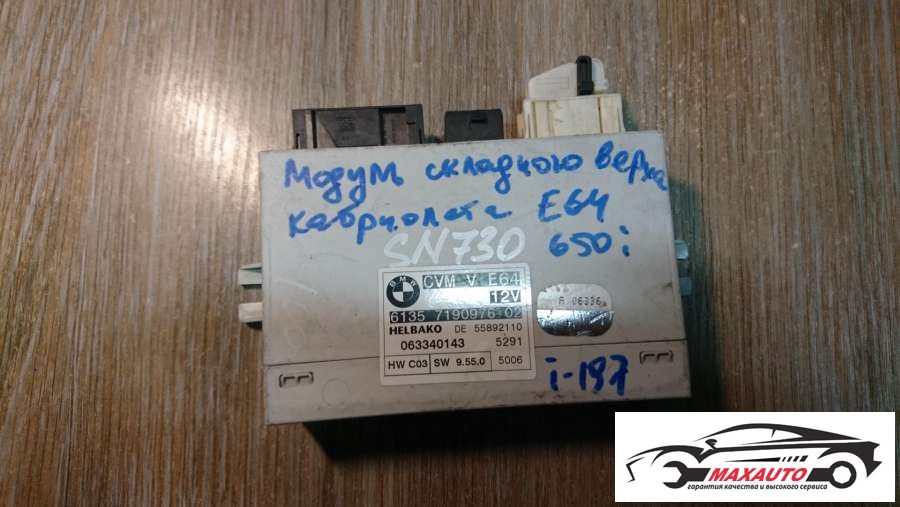 Модуль складного верха
кабриолета E64
650i
SN730
BMW
CVM V E64
12V
6135 7190976-02
HELBAKO DE 55892110
063340143 5291
HW C03 SW 9.55.0 5006
A 06336
i-197
MAXAUTO
гарантия качества и высокого сервиса